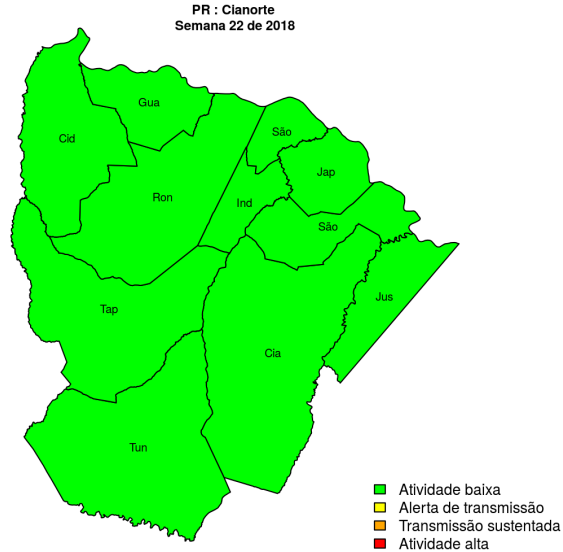 PR : Cianorte
Semana 22 de 2018
Gua
Cid
São
Jap
Ron
Ind
São
Jus
Tap
Cia
Tun
Atividade baixa
Alerta de transmissão
Transmissão sustentada
Atividade alta